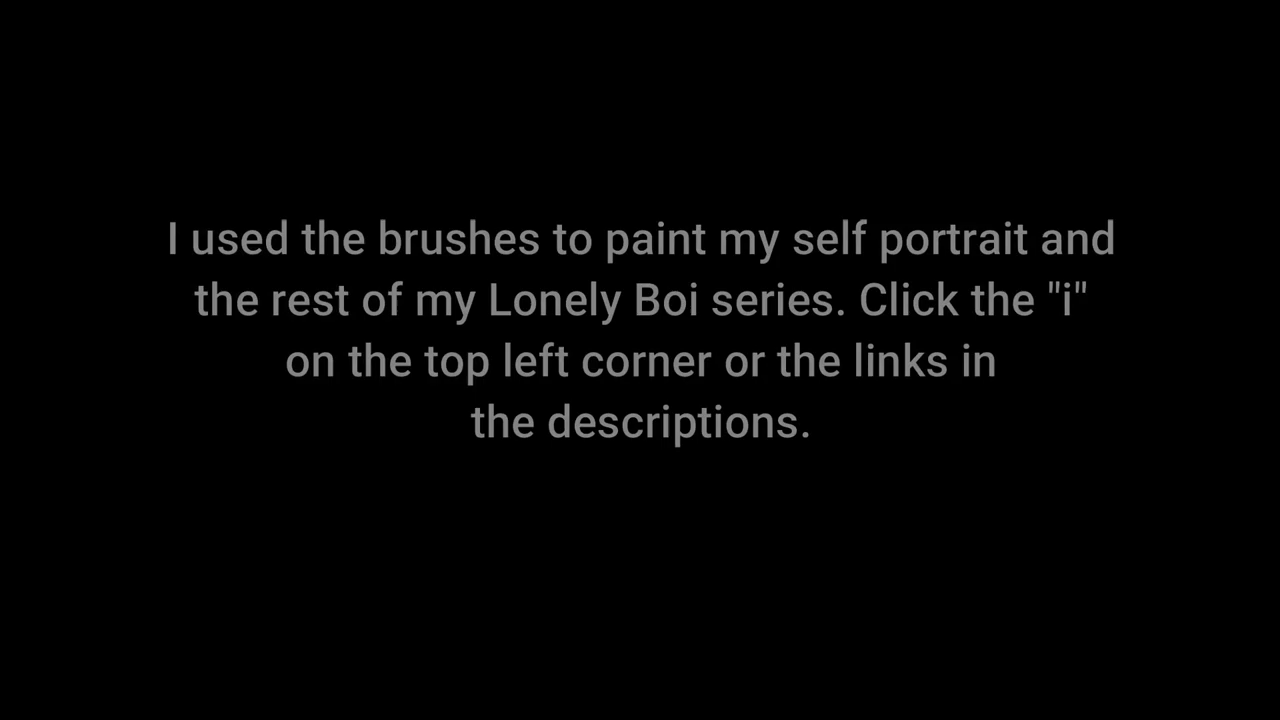 I used the brushes to paint my self portrait and
the rest of my Lonely Boi series. Click the "i"
on the top left corner or the links in
the descriptions.